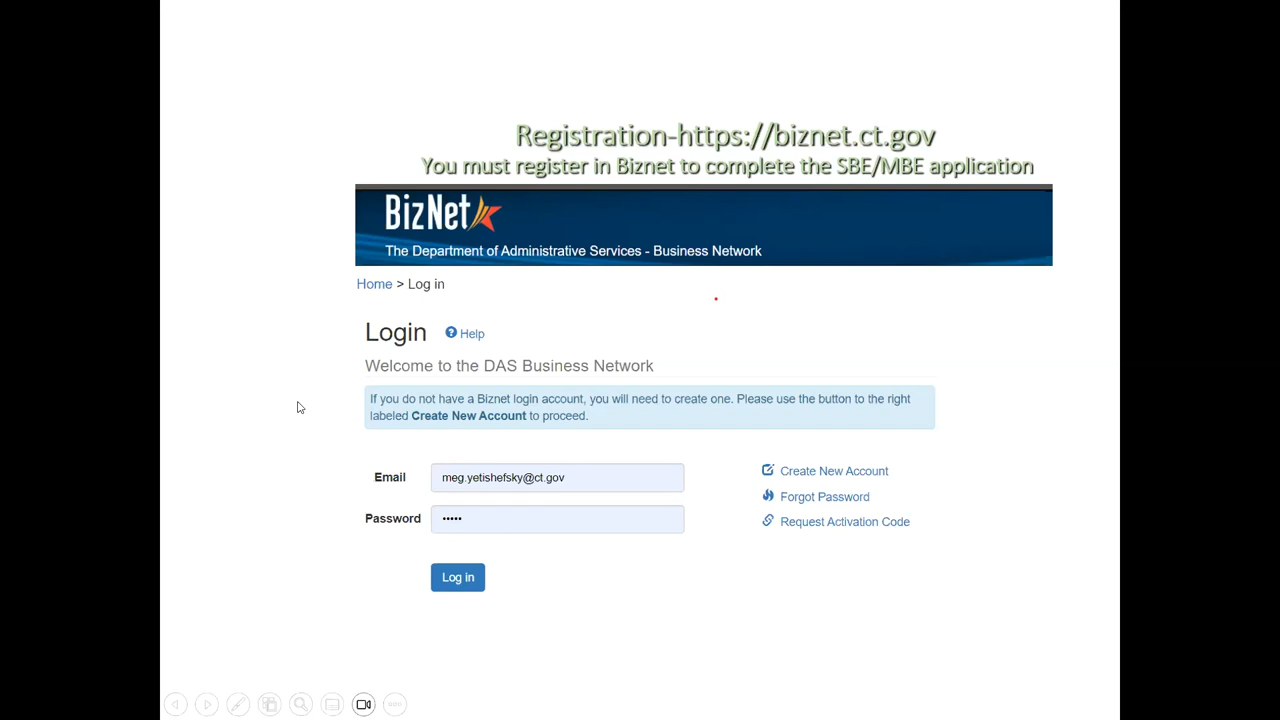 Registration-https://biznet.ct.gov
You must register in Biznet to complete the SBE/MBE application
BizNet
The Department of Administrative Services - Business Network
Home > Log in
Login Help
Welcome to the DAS Business Network
If you do not have a Biznet login account, you will need to create one. Please use the button to the right
labeled Create New Account to proceed.
Email meg.yetishefsky@ct.gov
Password •••••
Create New Account
Forgot Password
Request Activation Code
Log in